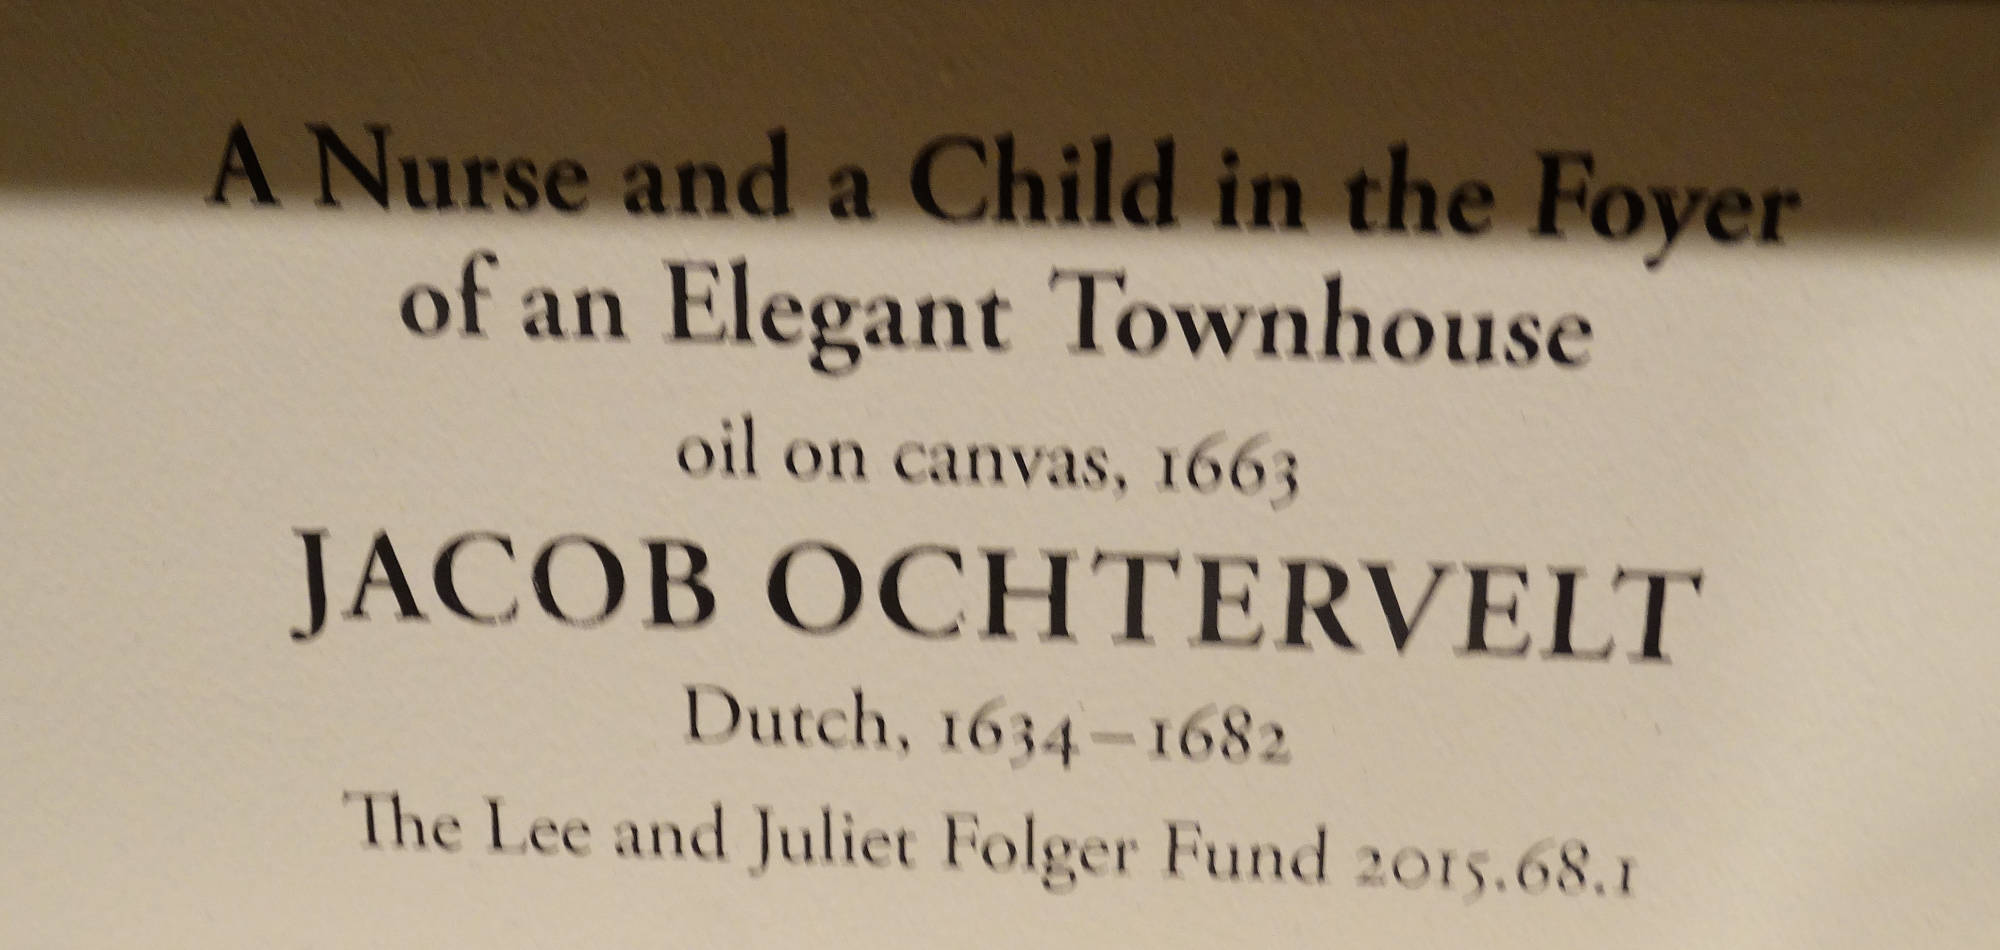 A Nurse and a Child in the Foyer
of an Elegant Townhouse
oil on canvas, 1663
JACOB OCHTERVELT
Dutch, 1634–1682
The Lee and Juliet Folger Fund 2015.68.1